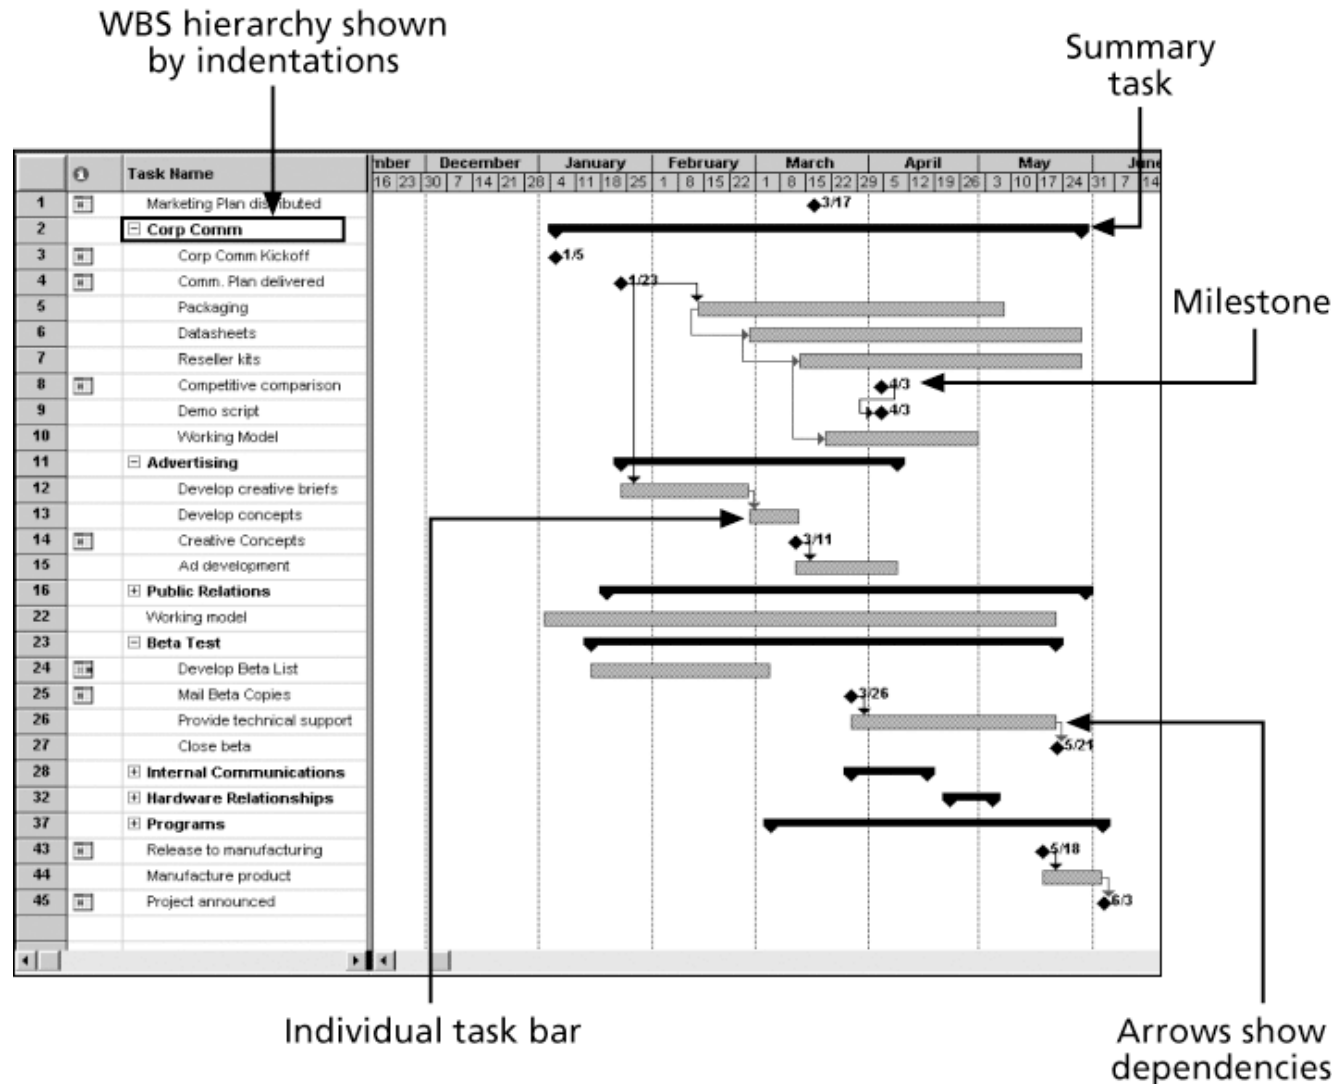 WBS hierarchy shown
by indentations
Summary
task
Task Name
mber December January February March April May June
16 23 30 7 14 21 28 4 11 18 25 1 8 15 22 1 8 15 22 29 5 12 19 26 3 10 17 24 31 7 14
1 Marketing Plan distributed 3/17
2 Corp Comm
3 Corp Comm Kickoff 1/5
4 Comm. Plan delivered 1/23
5 Packaging
Milestone
6 Datasheets
7 Reseller kits
8 Competitive comparison 4/3
9 Demo script 4/3
10 Working Model
11 Advertising
12 Develop creative briefs
13 Develop concepts
14 Creative Concepts 3/11
15 Ad development
16 Public Relations
22 Working model
23 Beta Test
24 Develop Beta List
25 Mail Beta Copies 3/26
26 Provide technical support
27 Close beta 5/21
28 Internal Communications
32 Hardware Relationships
37 Programs
43 Release to manufacturing 5/18
44 Manufacture product
45 Project announced 6/3
Individual task bar
Arrows show
dependencies